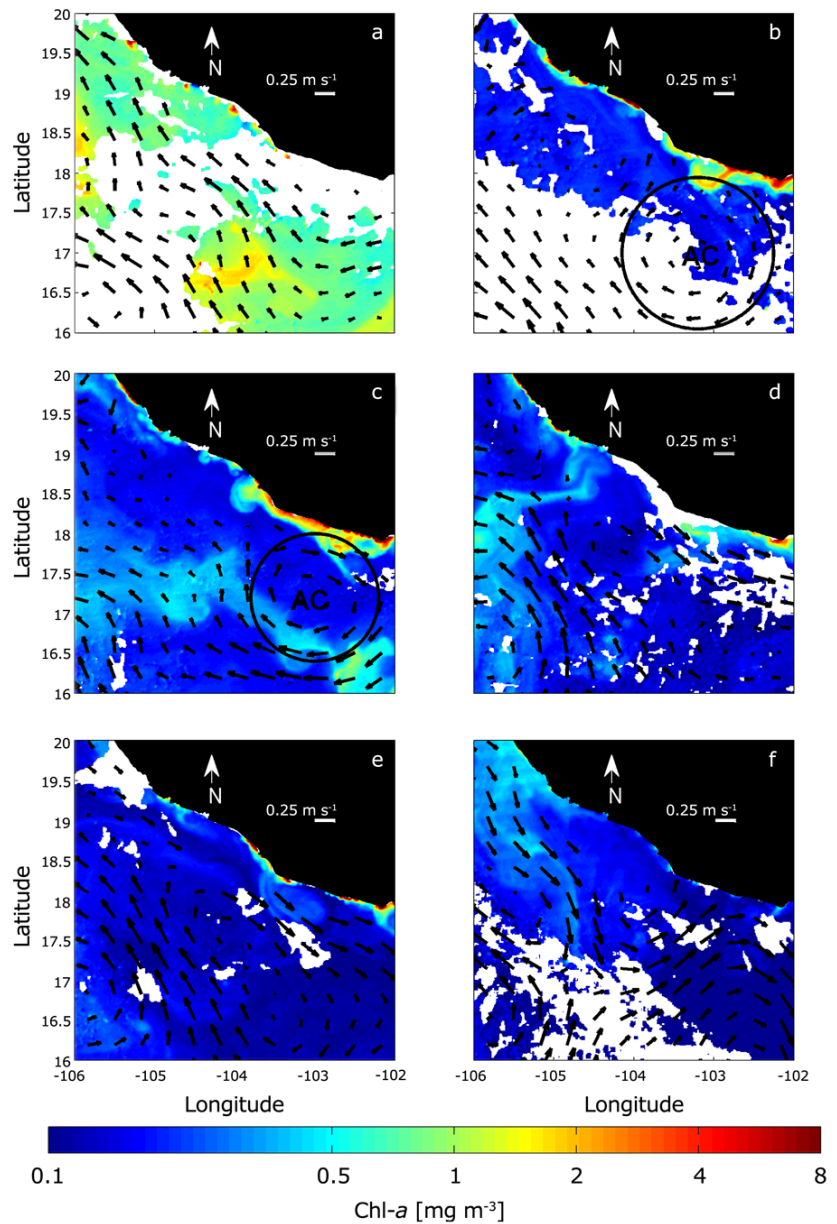 20
19.5
19
18.5
18
17.5
17
16.5
16
Latitude
a
N
0.25 m s⁻¹
b
N
0.25 m s⁻¹
AC
20
19.5
19
18.5
18
17.5
17
16.5
16
Latitude
c
N
0.25 m s⁻¹
AC
d
N
0.25 m s⁻¹
20
19.5
19
18.5
18
17.5
17
16.5
16
Latitude
e
N
0.25 m s⁻¹
f
N
0.25 m s⁻¹
-106 -105 -104 -103 -102
Longitude
-106 -105 -104 -103 -102
Longitude
0.1 0.5 1 2 4 8
Chl-a [mg m⁻³]